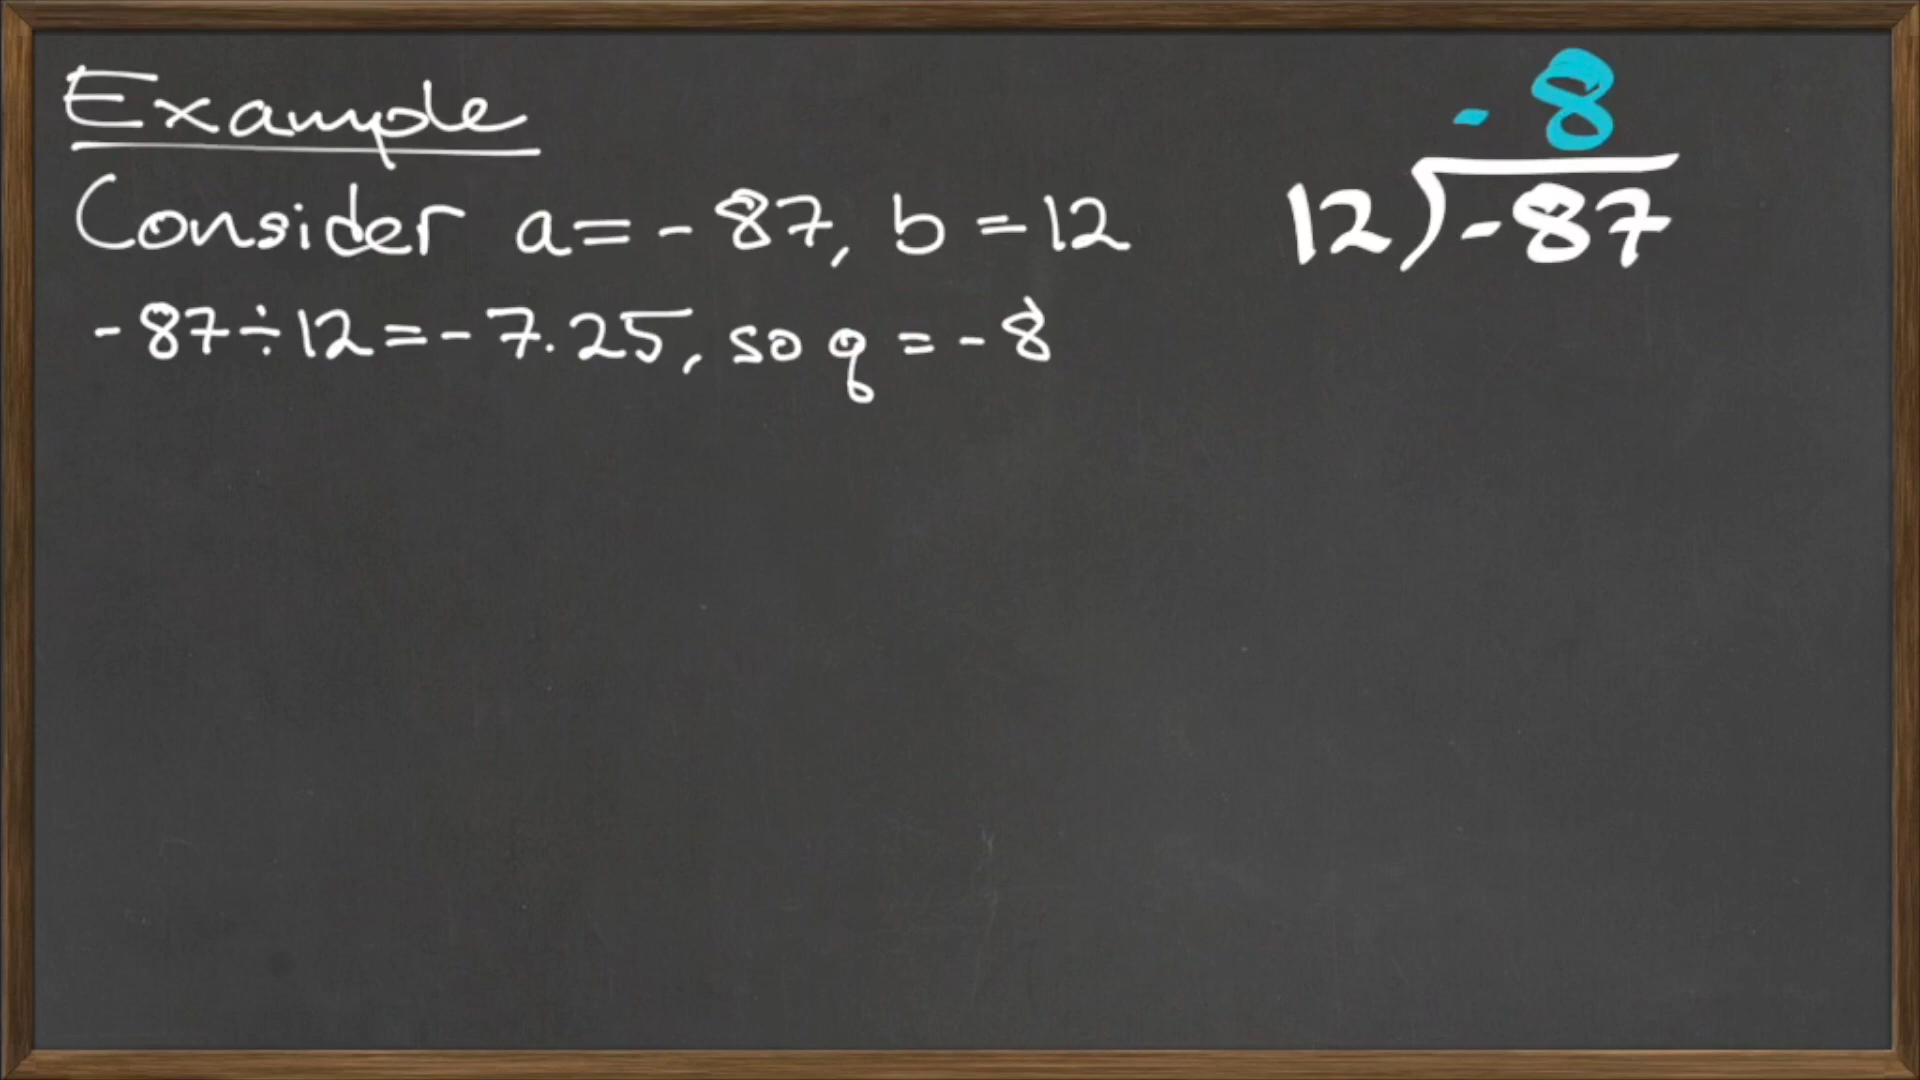 Example
Consider a = -87, b = 12
-87÷12 = -7.25, so q = -8
-8
12)-87